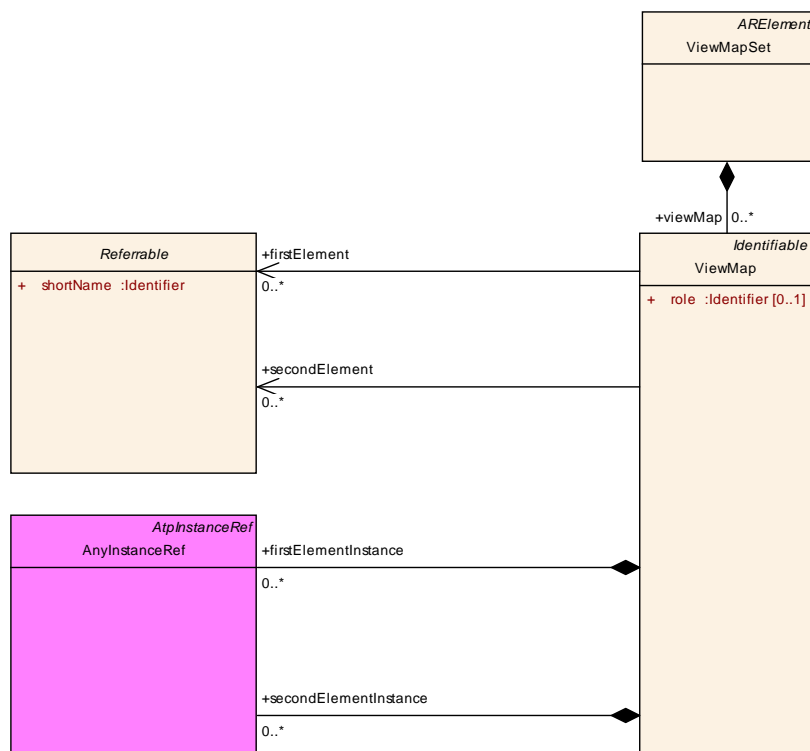 ARElement
ViewMapSet
+viewMap 0..*
Referrable
+ shortName :Identifier
+firstElement
0..*
Identifiable
ViewMap
+ role :Identifier [0..1]
+secondElement
0..*
AtpInstanceRef
AnyInstanceRef
+firstElementInstance
0..*
+secondElementInstance
0..*